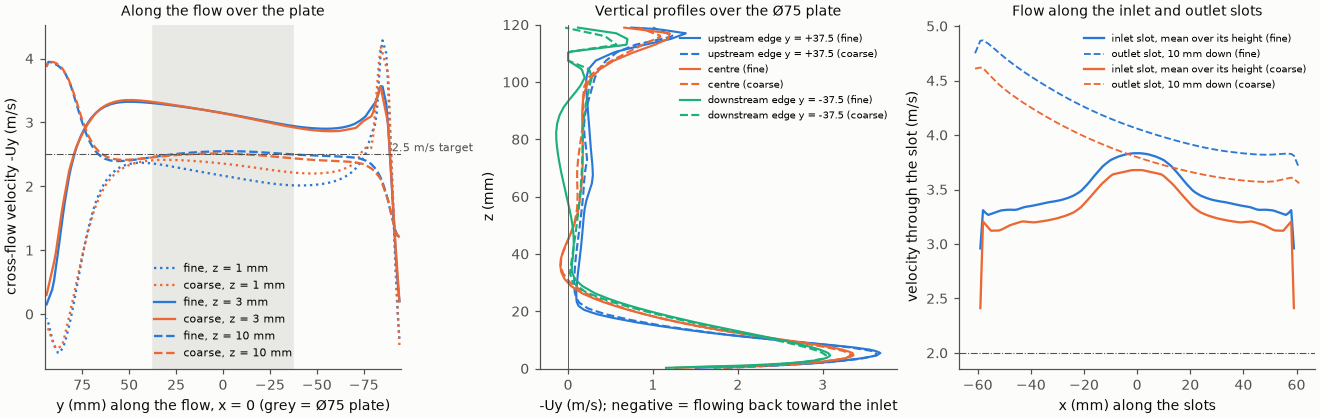 Along the flow over the plate
cross-flow velocity -Uy (m/s)
4
3
2
1
0
2.5 m/s target
fine, z = 1 mm
coarse, z = 1 mm
fine, z = 3 mm
coarse, z = 3 mm
fine, z = 10 mm
coarse, z = 10 mm
75 50 25 0 −25 −50 −75
y (mm) along the flow, x = 0 (grey = Ø75 plate)
Vertical profiles over the Ø75 plate
z (mm)
120
100
80
60
40
20
0
upstream edge y = +37.5 (fine)
upstream edge y = +37.5 (coarse)
centre (fine)
centre (coarse)
downstream edge y = -37.5 (fine)
downstream edge y = -37.5 (coarse)
0 1 2 3
-Uy (m/s); negative = flowing back toward the inlet
Flow along the inlet and outlet slots
velocity through the slot (m/s)
5.0
4.5
4.0
3.5
3.0
2.5
2.0
inlet slot, mean over its height (fine)
outlet slot, 10 mm down (fine)
inlet slot, mean over its height (coarse)
outlet slot, 10 mm down (coarse)
−60 −40 −20 0 20 40 60
x (mm) along the slots